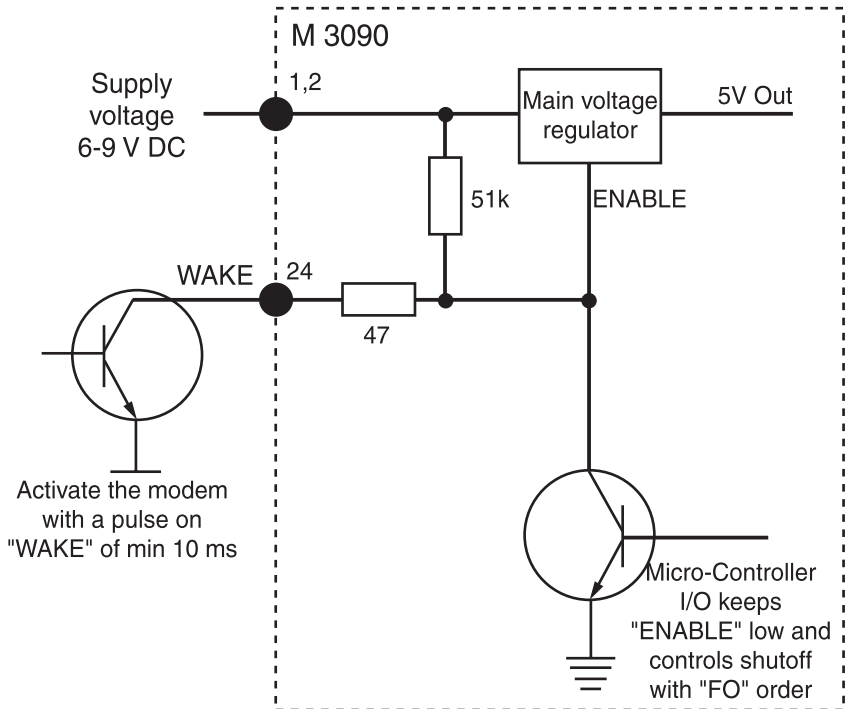 M 3090
Supply
voltage
6-9 V DC
1,2
Main voltage
regulator
5V Out
51k
ENABLE
WAKE
24
47
Activate the modem
with a pulse on
"WAKE" of min 10 ms
Micro-Controller
I/O keeps
"ENABLE" low and
controls shutoff
with "FO" order